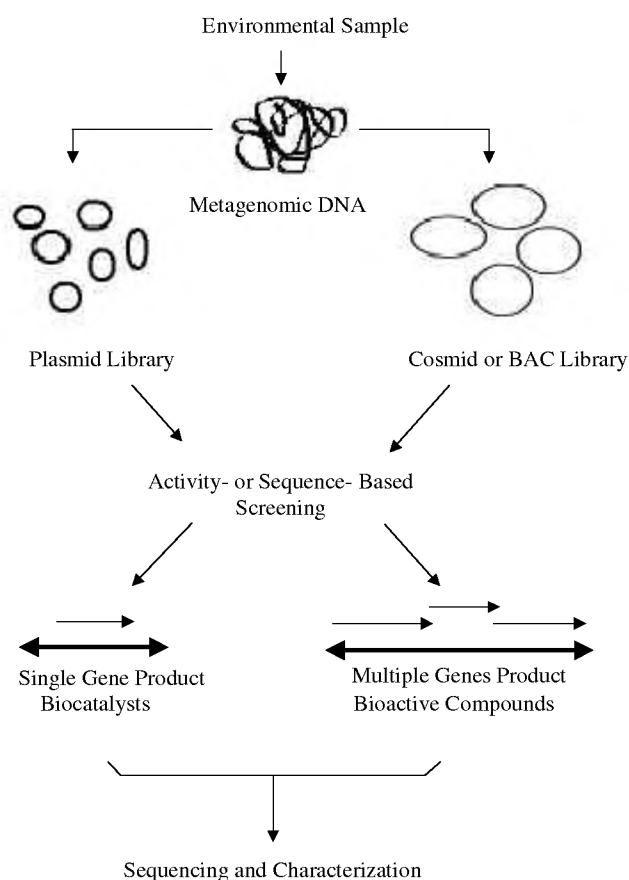 Environmental Sample
Metagenomic DNA
Plasmid Library
Cosmid or BAC Library
Activity- or Sequence- Based
Screening
Single Gene Product
Biocatalysts
Multiple Genes Product
Bioactive Compounds
Sequencing and Characterization